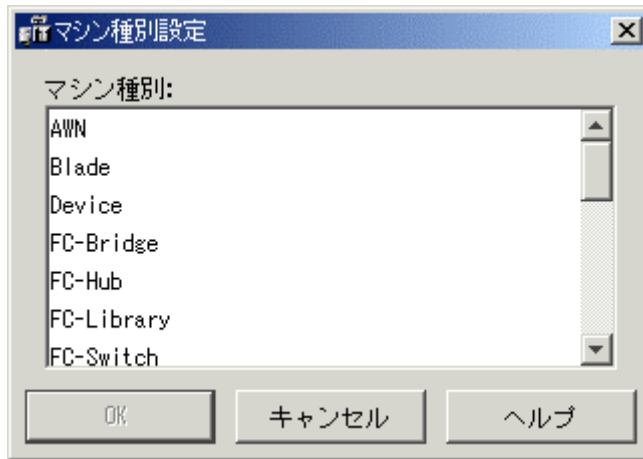 マシン種別設定
マシン種別:
AWN
Blade
Device
FC-Bridge
FC-Hub
FC-Library
FC-Switch
OK キャンセル ヘルプ